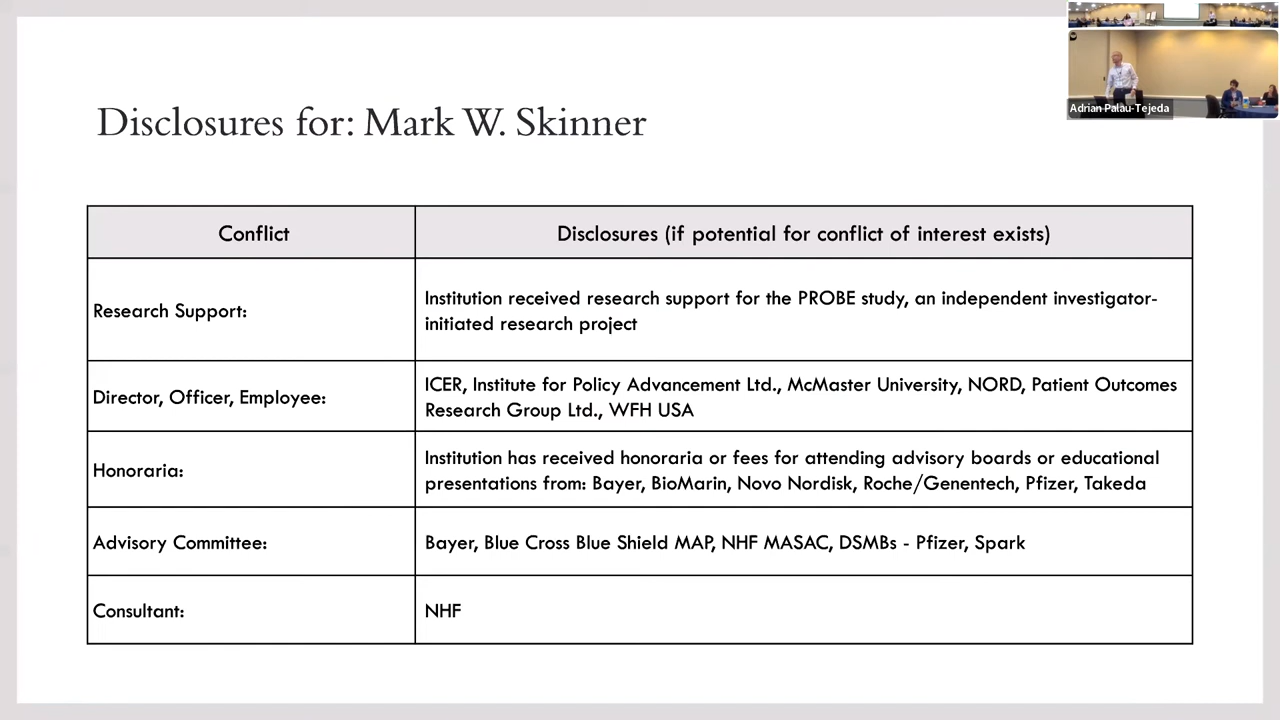 Adrian Palau-Tejeda
Disclosures for: Mark W. Skinner
Conflict
Disclosures (if potential for conflict of interest exists)
Research Support:
Institution received research support for the PROBE study, an independent investigator-
initiated research project
Director, Officer, Employee:
ICER, Institute for Policy Advancement Ltd., McMaster University, NORD, Patient Outcomes
Research Group Ltd., WFH USA
Honoraria:
Institution has received honoraria or fees for attending advisory boards or educational
presentations from: Bayer, BioMarin, Novo Nordisk, Roche/Genentech, Pfizer, Takeda
Advisory Committee:
Bayer, Blue Cross Blue Shield MAP, NHF MASAC, DSMBs - Pfizer, Spark
Consultant:
NHF